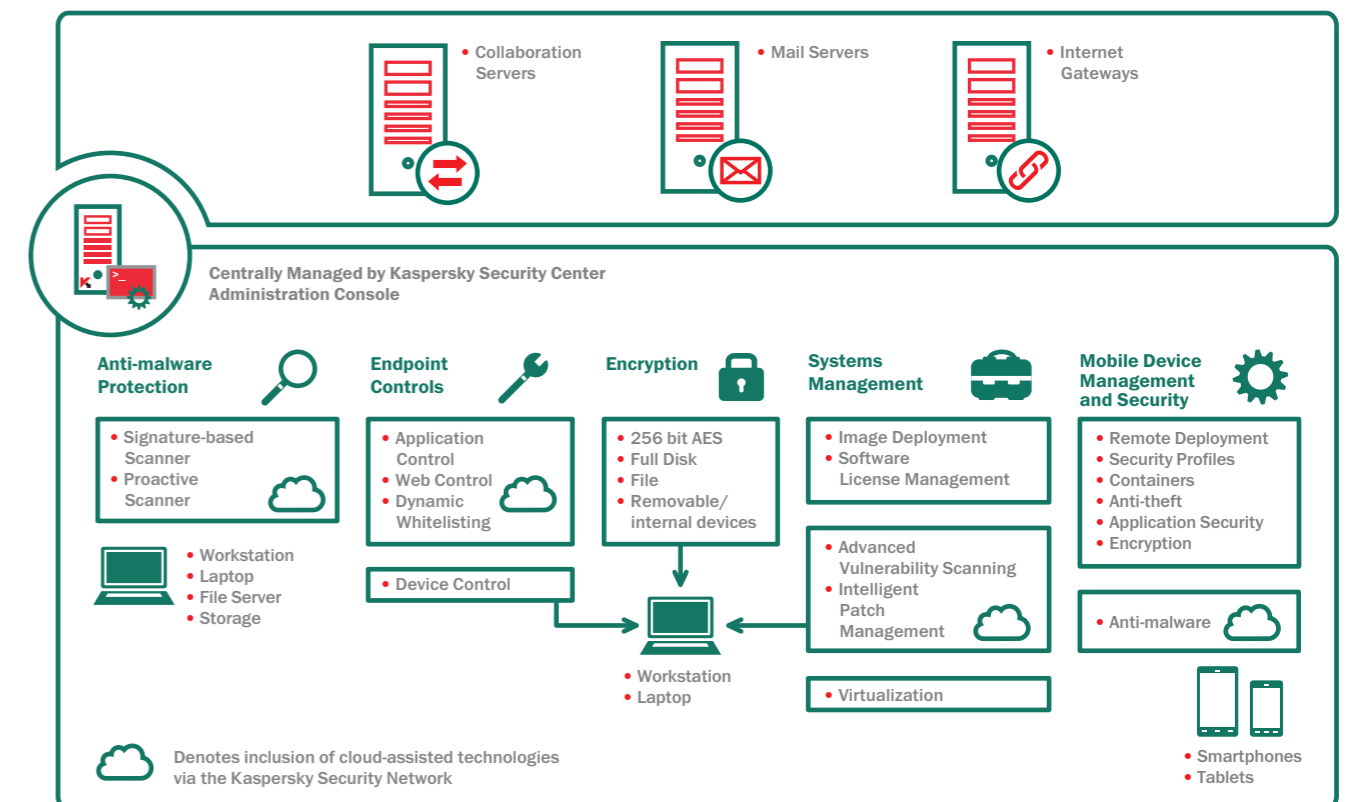 • Collaboration
Servers
• Mail Servers
• Internet
Gateways
>_
Centrally Managed by Kaspersky Security Center
Administration Console
Anti-malware
Protection
• Signature-based
Scanner
• Proactive
Scanner
• Workstation
• Laptop
• File Server
• Storage
Endpoint
Controls
• Application
Control
• Web Control
• Dynamic
Whitelisting
• Device Control
Encryption
• 256 bit AES
• Full Disk
• File
• Removable/
internal devices
• Workstation
• Laptop
Systems
Management
• Image Deployment
• Software
License Management
• Advanced
Vulnerability Scanning
• Intelligent
Patch
Management
• Virtualization
Mobile Device
Management
and Security
• Remote Deployment
• Security Profiles
• Containers
• Anti-theft
• Application Security
• Encryption
• Anti-malware
• Smartphones
• Tablets
Denotes inclusion of cloud-assisted technologies
via the Kaspersky Security Network